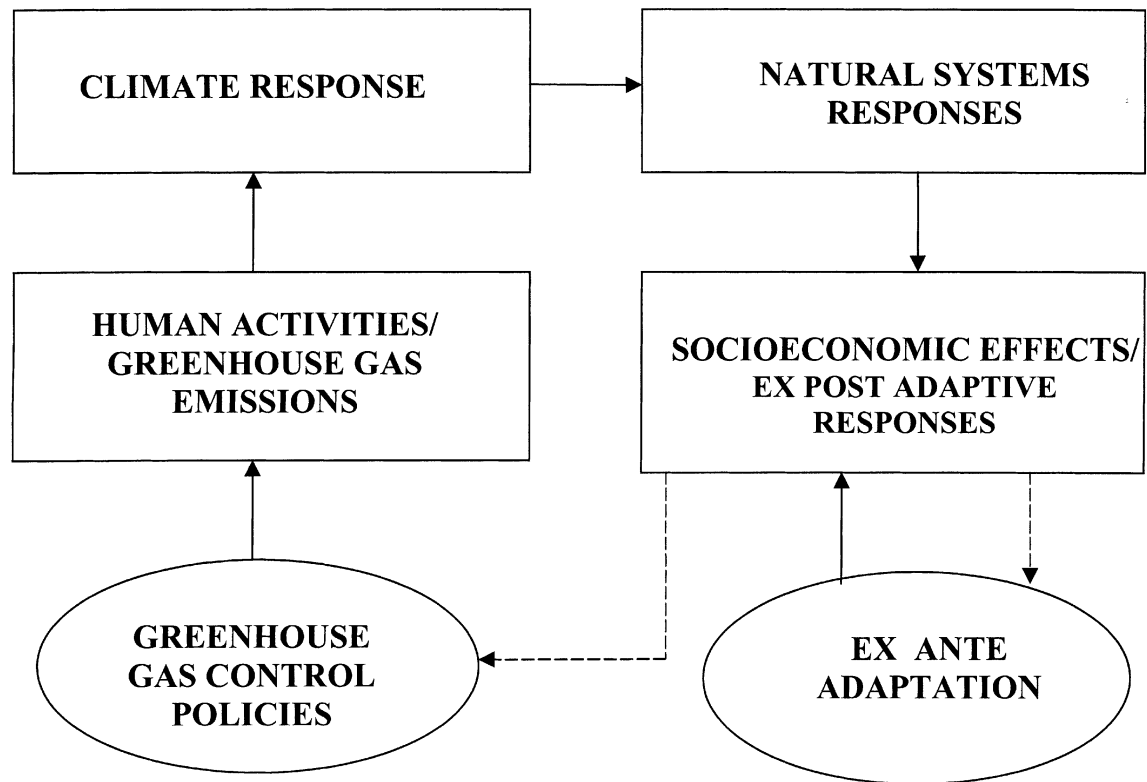 CLIMATE RESPONSE
NATURAL SYSTEMS
RESPONSES
HUMAN ACTIVITIES/
GREENHOUSE GAS
EMISSIONS
SOCIOECONOMIC EFFECTS/
EX POST ADAPTIVE
RESPONSES
GREENHOUSE
GAS CONTROL
POLICIES
EX ANTE
ADAPTATION